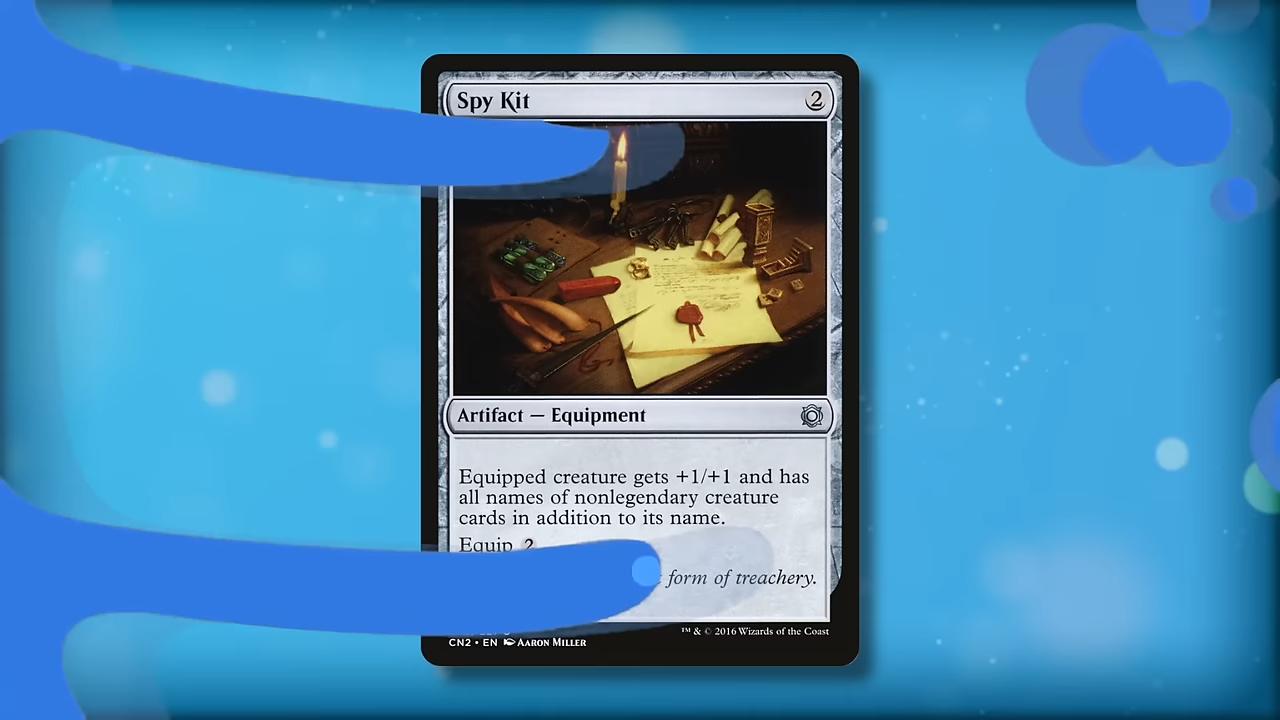 Spy Kit 2
Artifact — Equipment
Equipped creature gets +1/+1 and has
all names of nonlegendary creature
cards in addition to its name.
Equip 2
form of treachery.
™ & © 2016 Wizards of the Coast
CN2 • EN AARON MILLER